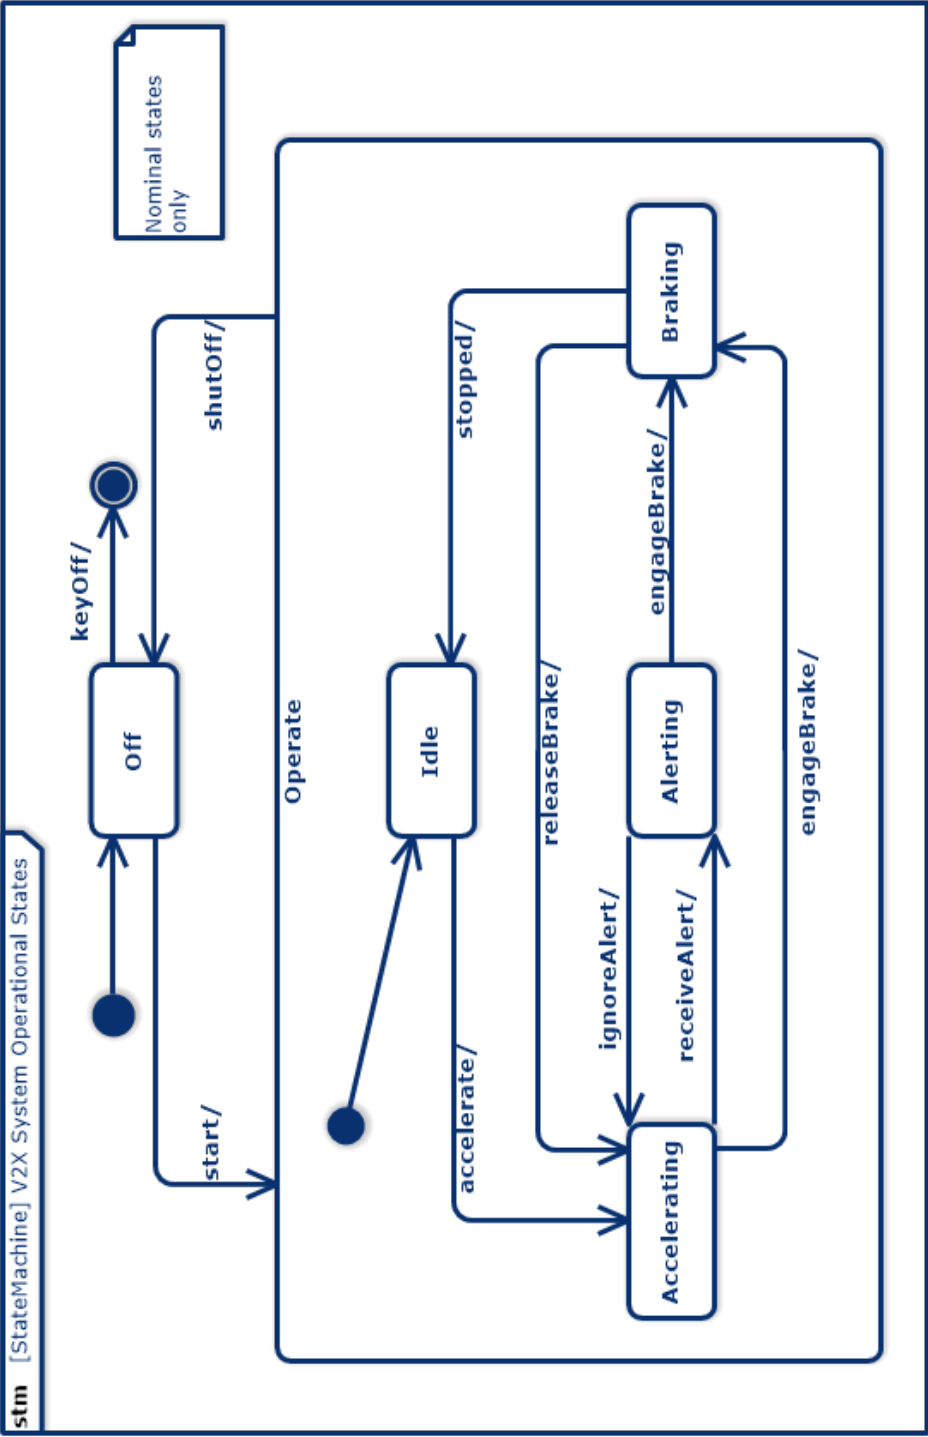 stm [StateMachine] V2X System Operational States
Nominal states
only
keyOff/
Off
start/
shutOff/
Operate
Idle
accelerate/
stopped/
releaseBrake/
ignoreAlert/
engageBrake/
Accelerating
Alerting
Braking
receiveAlert/
engageBrake/